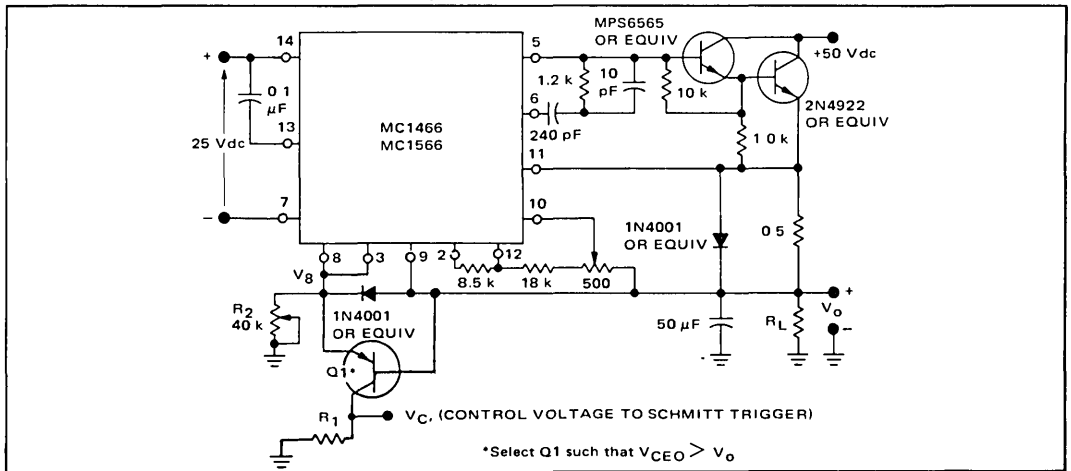 MPS6565
OR EQUIV
+50 Vdc
14
5
+
1.2 k
10
pF
10 k
0 1
μF
6
240 pF
2N4922
OR EQUIV
MC1466
MC1566
13
25 Vdc
11
1 0 k
7
−
10
1N4001
OR EQUIV
0 5
8
3
9
2
12
V8
8.5 k
18 k
500
+
Vo
−
R2
40 k
1N4001
OR EQUIV
50 μF
RL
Q1*
VC, (CONTROL VOLTAGE TO SCHMITT TRIGGER)
R1
*Select Q1 such that VCEO > Vo